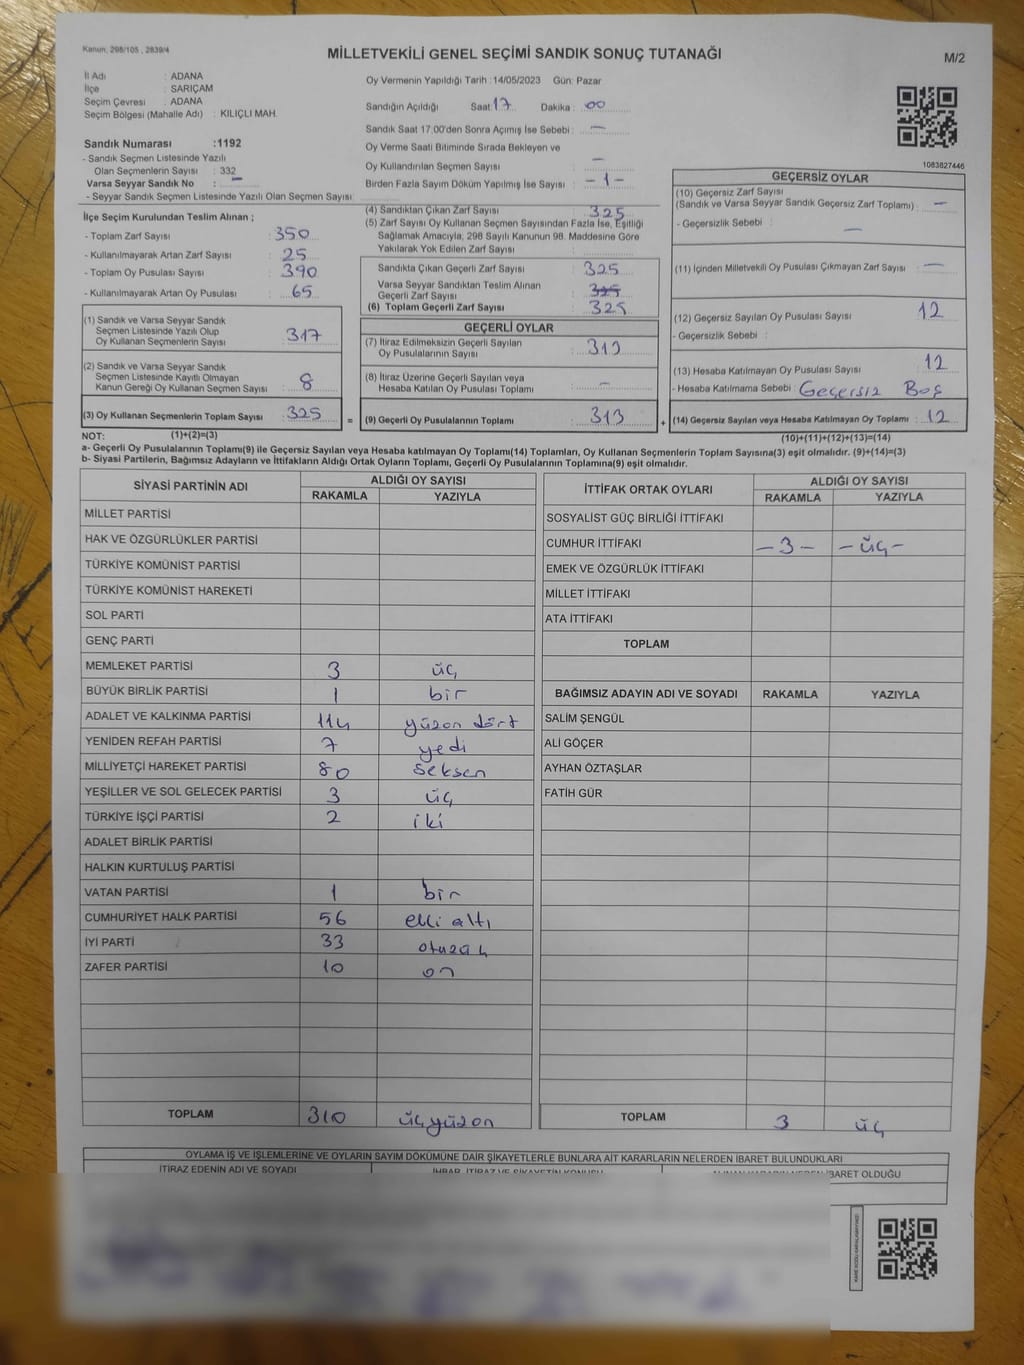 Kanun, 298/105 , 2839/4
MİLLETVEKİLİ GENEL SEÇİMİ SANDIK SONUÇ TUTANAĞI
M/2
İl Adı : ADANA
İlçe : SARIÇAM
Seçim Çevresi : ADANA
Seçim Bölgesi (Mahalle Adı) : KILIÇLI MAH.
Oy Vermenin Yapıldığı Tarih : 14/05/2023 Gün: Pazar
Sandığın Açıldığı Saat 17 Dakika : 00
Sandık Saat 17.00'den Sonra Açımış İse Sebebi : —
Oy Verme Saati Bitiminde Sırada Bekleyen ve
Oy Kullandırılan Seçmen Sayısı : —
Birden Fazla Sayım Döküm Yapılmış İse Sayısı : -1-
Sandık Numarası :1192
- Sandık Seçmen Listesinde Yazılı
Olan Seçmenlerin Sayısı : 332
Varsa Seyyar Sandık No : —
- Seyyar Sandık Seçmen Listesinde Yazılı Olan Seçmen Sayısı
1083827446
İlçe Seçim Kurulundan Teslim Alınan ;
- Toplam Zarf Sayısı : 350
- Kullanılmayarak Artan Zarf Sayısı : 25
- Toplam Oy Pusulası Sayısı : 390
- Kullanılmayarak Artan Oy Pusulası : 65
(4) Sandıktan Çıkan Zarf Sayısı : 325
(5) Zarf Sayısı Oy Kullanan Seçmen Sayısından Fazla İse, Eşitliği
Sağlamak Amacıyla, 298 Sayılı Kanunun 98. Maddesine Göre
Yakılarak Yok Edilen Zarf Sayısı :
Sandıkta Çıkan Geçerli Zarf Sayısı : 325
Varsa Seyyar Sandıktan Teslim Alınan
Geçerli Zarf Sayısı : 325
(6) Toplam Geçerli Zarf Sayısı : 325
GEÇERSİZ OYLAR
(10) Geçersiz Zarf Sayısı
(Sandık ve Varsa Seyyar Sandık Geçersiz Zarf Toplamı) : —
- Geçersizlik Sebebi :
—
(11) İçinden Milletvekili Oy Pusulası Çıkmayan Zarf Sayısı : —
(12) Geçersiz Sayılan Oy Pusulası Sayısı : 12
- Geçersizlik Sebebi :
(13) Hesaba Katılmayan Oy Pusulası Sayısı : 12
- Hesaba Katılmama Sebebi : Geçersiz Boş
(14) Geçersiz Sayılan veya Hesaba Katılmayan Oy Toplamı : 12
(10)+(11)+(12)+(13)=(14)
(1) Sandık ve Varsa Seyyar Sandık
Seçmen Listesinde Yazılı Olup
Oy Kullanan Seçmenlerin Sayısı : 317
(2) Sandık ve Varsa Seyyar Sandık
Seçmen Listesinde Kayıtlı Olmayan
Kanun Gereği Oy Kullanan Seçmen Sayısı : 8
(3) Oy Kullanan Seçmenlerin Toplam Sayısı : 325 =
GEÇERLİ OYLAR
(7) İtiraz Edilmeksizin Geçerli Sayılan
Oy Pusulalarının Sayısı : 313
(8) İtiraz Üzerine Geçerli Sayılan veya
Hesaba Katılan Oy Pusulası Toplamı : —
(9) Geçerli Oy Pusulalarının Toplamı : 313 +
NOT: (1)+(2)=(3)
a- Geçerli Oy Pusulalarının Toplamı(9) ile Geçersiz Sayılan veya Hesaba katılmayan Oy Toplamı(14) Toplamları, Oy Kullanan Seçmenlerin Toplam Sayısına(3) eşit olmalıdır. (9)+(14)=(3)
b- Siyasi Partilerin, Bağımsız Adayların ve İttifakların Aldığı Ortak Oyların Toplamı, Geçerli Oy Pusulalarının Toplamına(9) eşit olmalıdır.
SİYASİ PARTİNİN ADI ALDIĞI OY SAYISI
RAKAMLA YAZIYLA
MİLLET PARTİSİ
HAK VE ÖZGÜRLÜKLER PARTİSİ
TÜRKİYE KOMÜNİST PARTİSİ
TÜRKİYE KOMÜNİST HAREKETİ
SOL PARTİ
GENÇ PARTİ
MEMLEKET PARTİSİ 3 üç
BÜYÜK BİRLİK PARTİSİ 1 bir
ADALET VE KALKINMA PARTİSİ 114 yüzon dört
YENİDEN REFAH PARTİSİ 7 yedi
MİLLİYETÇİ HAREKET PARTİSİ 80 seksen
YEŞİLLER VE SOL GELECEK PARTİSİ 3 üç
TÜRKİYE İŞÇİ PARTİSİ 2 iki
ADALET BİRLİK PARTİSİ
HALKIN KURTULUŞ PARTİSİ
VATAN PARTİSİ 1 bir
CUMHURİYET HALK PARTİSİ 56 elli altı
İYİ PARTİ 33 otuzüç
ZAFER PARTİSİ 10 on
TOPLAM 310 üçyüzon
İTTİFAK ORTAK OYLARI ALDIĞI OY SAYISI
RAKAMLA YAZIYLA
SOSYALİST GÜÇ BİRLİĞİ İTTİFAKI
CUMHUR İTTİFAKI -3- -üç-
EMEK VE ÖZGÜRLÜK İTTİFAKI
MİLLET İTTİFAKI
ATA İTTİFAKI
TOPLAM
BAĞIMSIZ ADAYIN ADI VE SOYADI RAKAMLA YAZIYLA
SALİM ŞENGÜL
ALİ GÖÇER
AYHAN ÖZTAŞLAR
FATİH GÜR
TOPLAM 3 üç
OYLAMA İŞ VE İŞLEMLERİNE VE OYLARIN SAYIM DÖKÜMÜNE DAİR ŞİKAYETLERLE BUNLARA AİT KARARLARIN NELERDEN İBARET BULUNDUKLARI
İTİRAZ EDENİN ADI VE SOYADI İHBAR, İTİRAZ VE ŞİKAYETİN KONUSU İBARET OLDUĞU